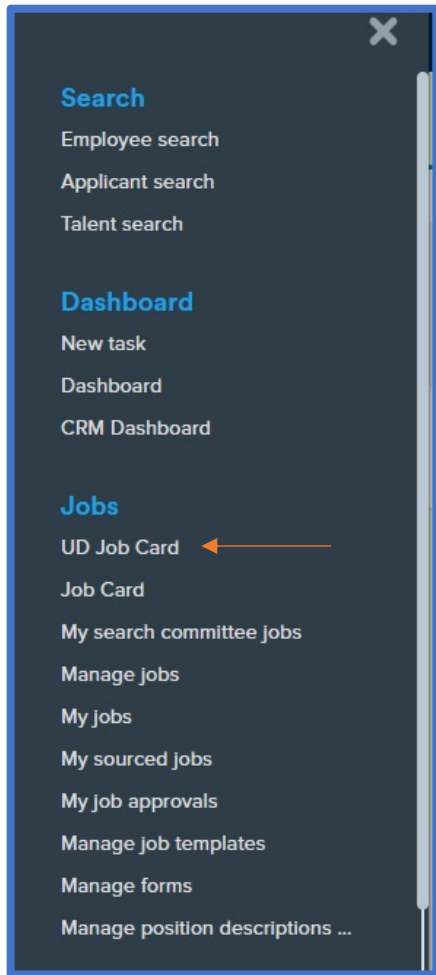 Search
Employee search
Applicant search
Talent search
Dashboard
New task
Dashboard
CRM Dashboard
Jobs
UD Job Card
Job Card
My search committee jobs
Manage jobs
My jobs
My sourced jobs
My job approvals
Manage job templates
Manage forms
Manage position descriptions ...